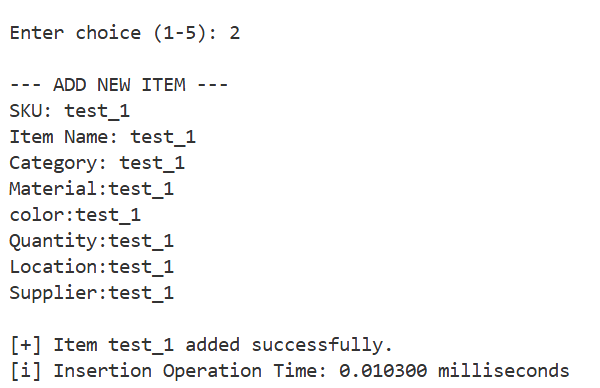 Enter choice (1-5): 2
--- ADD NEW ITEM ---
SKU: test_1
Item Name: test_1
Category: test_1
Material:test_1
color:test_1
Quantity:test_1
Location:test_1
Supplier:test_1
[+] Item test_1 added successfully.
[i] Insertion Operation Time: 0.010300 milliseconds